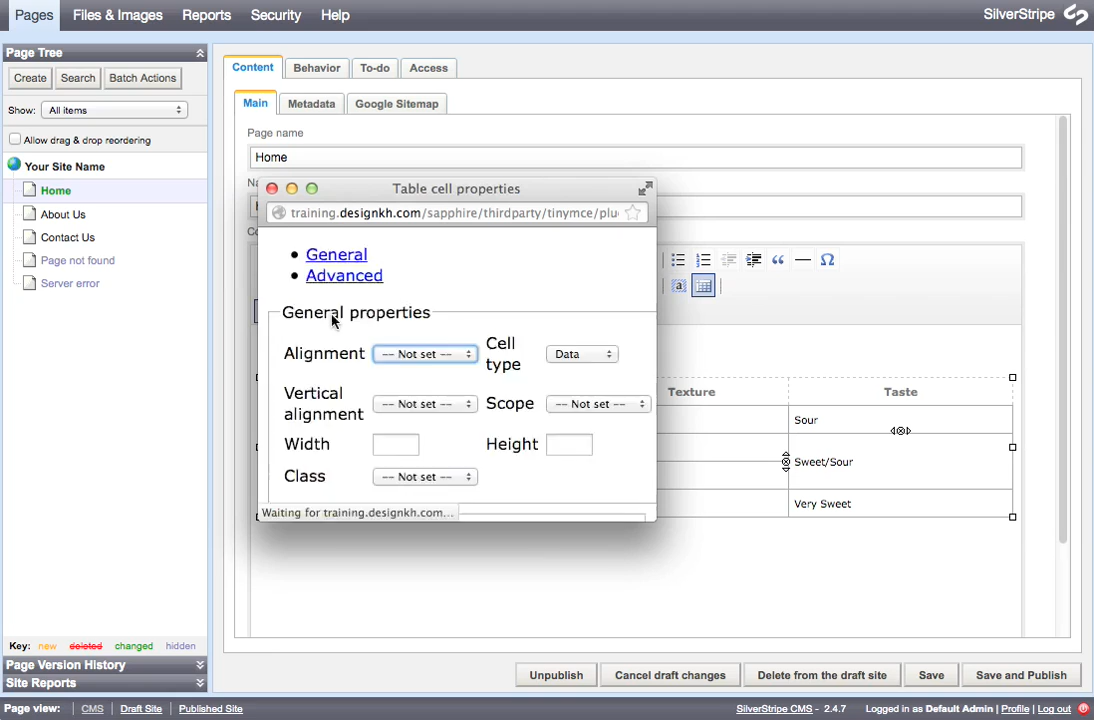 Pages Files & Images Reports Security Help SilverStripe
Page Tree
Create Search Batch Actions
Show: All items
Allow drag & drop reordering
Your Site Name
Home
About Us
Contact Us
Page not found
Server error
Key: new deleted changed hidden
Page Version History
Site Reports
Content Behavior To-do Access
Main Metadata Google Sitemap
Page name
Home
Table cell properties
training.designkh.com/sapphire/thirdparty/tinymce/plu
General
Advanced
General properties
Alignment -- Not set -- Cell type Data
Vertical alignment -- Not set -- Scope -- Not set --
Width Height
Class -- Not set --
Waiting for training.designkh.com...
Texture Taste
Sour
Sweet/Sour
Very Sweet
Unpublish Cancel draft changes Delete from the draft site Save Save and Publish
Page view: CMS Draft Site Published Site SilverStripe CMS - 2.4.7 Logged in as Default Admin | Profile | Log out